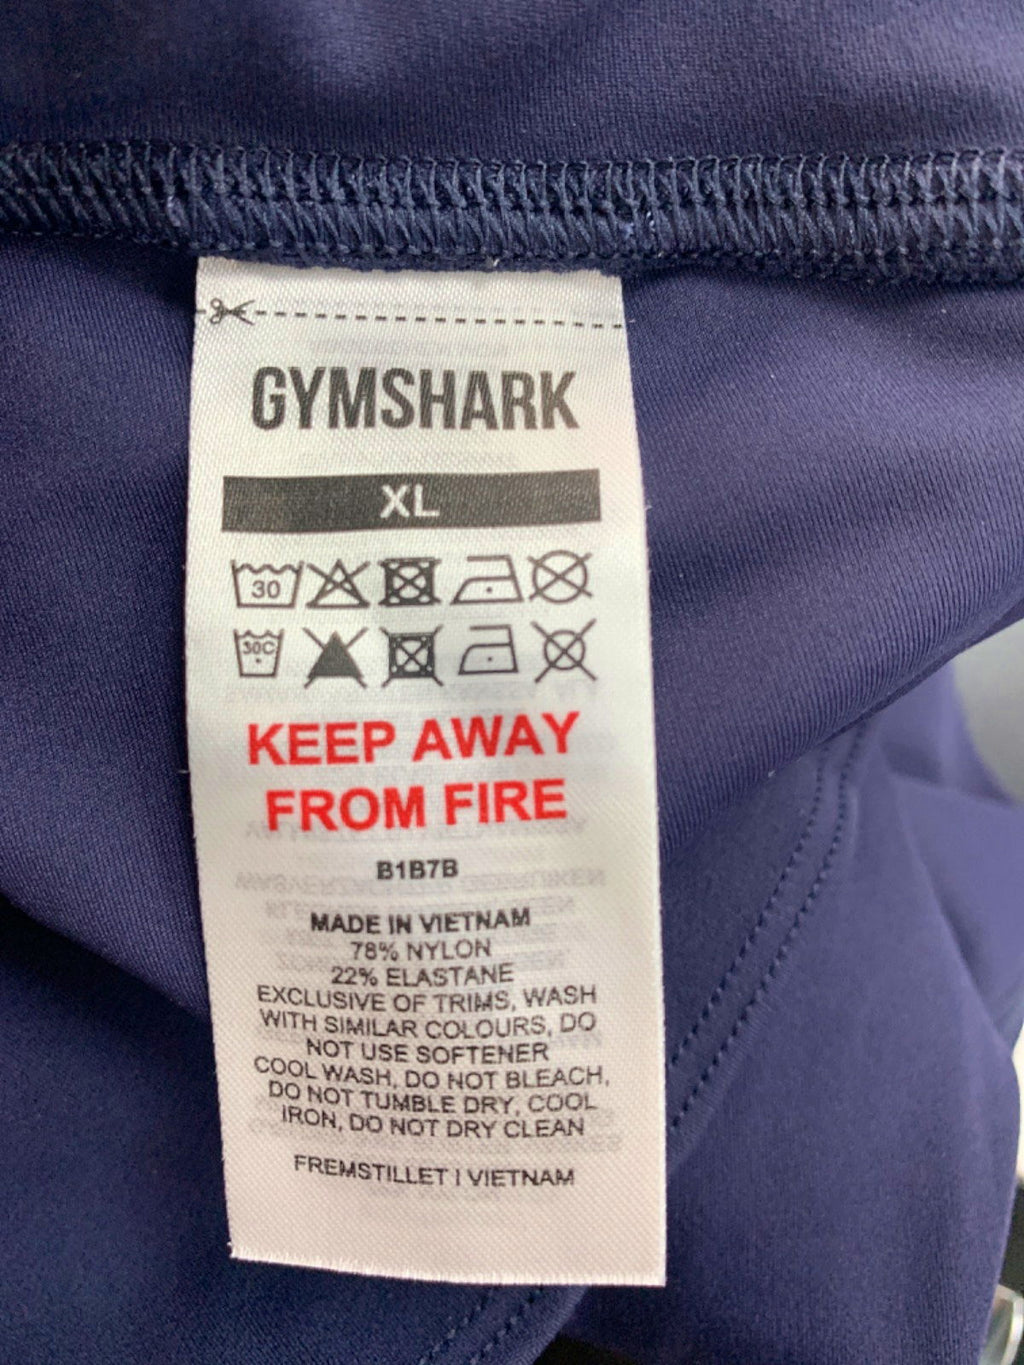 GYMSHARK
XL
30
30C
KEEP AWAY
FROM FIRE
B1B7B
MADE IN VIETNAM
78% NYLON
22% ELASTANE
EXCLUSIVE OF TRIMS, WASH
WITH SIMILAR COLOURS, DO
NOT USE SOFTENER
COOL WASH, DO NOT BLEACH,
DO NOT TUMBLE DRY, COOL
IRON, DO NOT DRY CLEAN
FREMSTILLET I VIETNAM